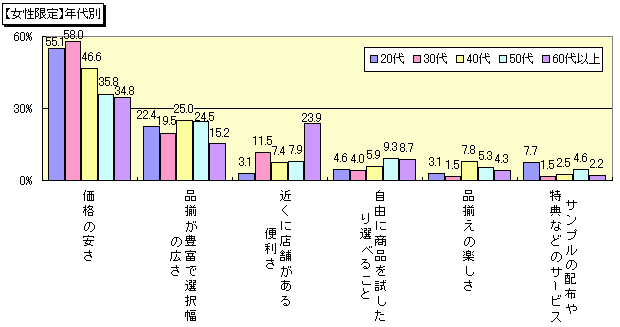 【女性限定】年代別
60%
30%
0%
20代 30代 40代 50代 60代以上
55.1 58.0 46.6 35.8 34.8
22.4 19.5 25.0 24.5 15.2
3.1 11.5 7.4 7.9 23.9
4.6 4.0 5.9 9.3 8.7
3.1 1.5 7.8 5.3 4.3
7.7 1.5 2.5 4.6 2.2
価格の安さ
品揃が豊富で選択幅
の広さ
近くに店舗がある
便利さ
自由に商品を試した
り選べること
品揃えの楽しさ
サンプルの配布や
特典などのサービス